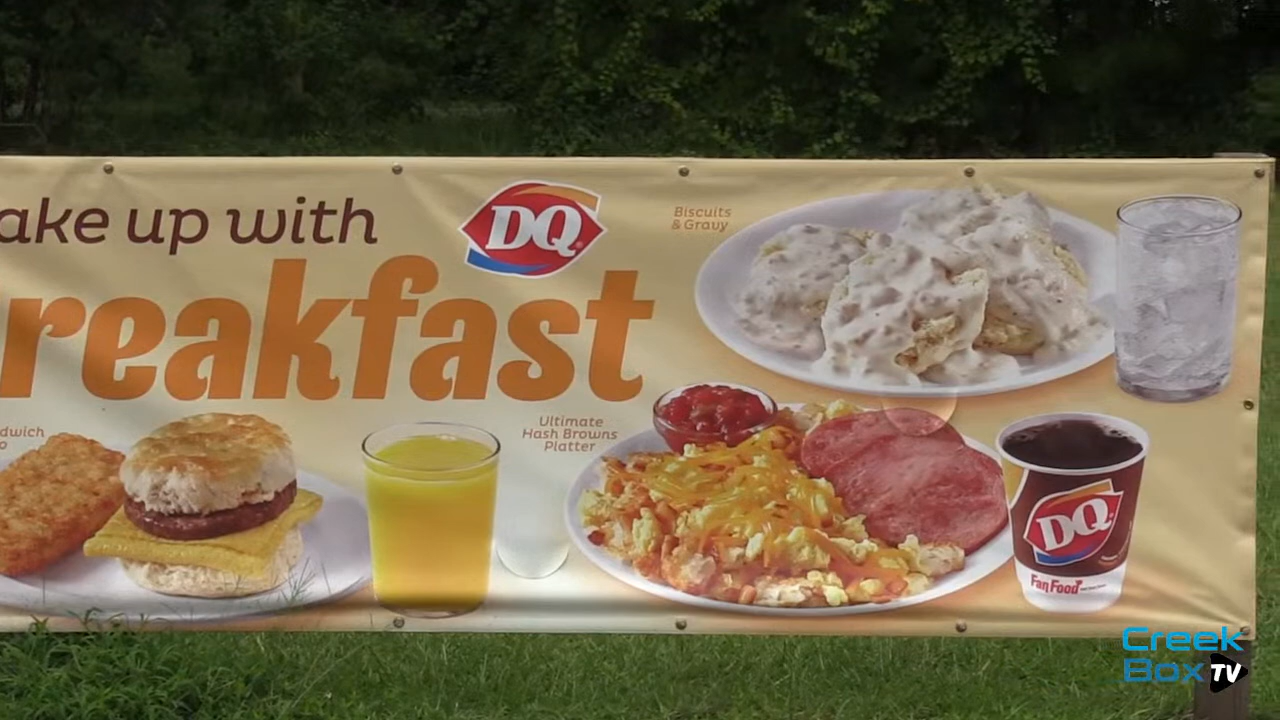 ake up with
DQ
reakfast
Biscuits
& Gravy
dwich
o
Ultimate
Hash Browns
Platter
DQ
Fan Food
Creek
Box TV